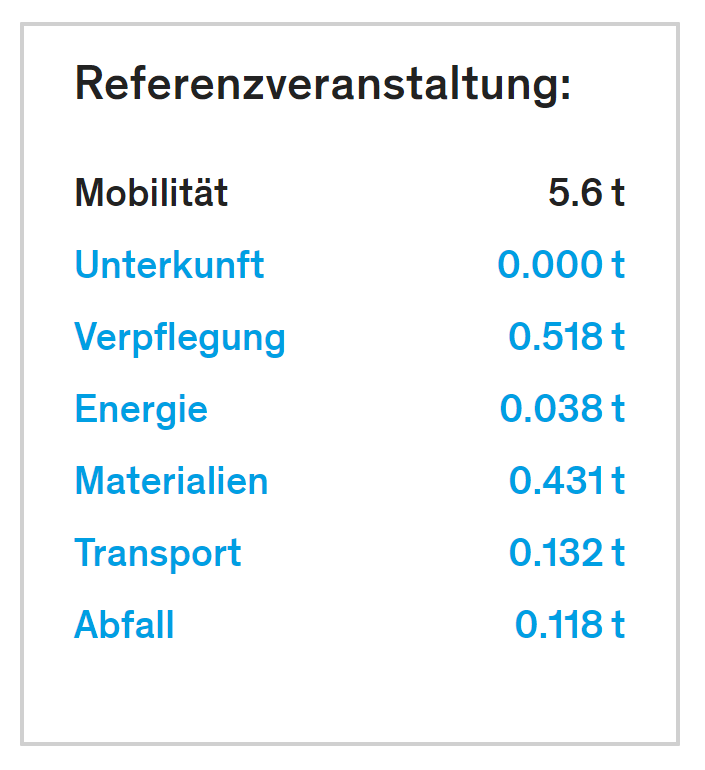 Referenzveranstaltung:
Mobilität 5.6 t
Unterkunft 0.000 t
Verpflegung 0.518 t
Energie 0.038 t
Materialien 0.431 t
Transport 0.132 t
Abfall 0.118 t